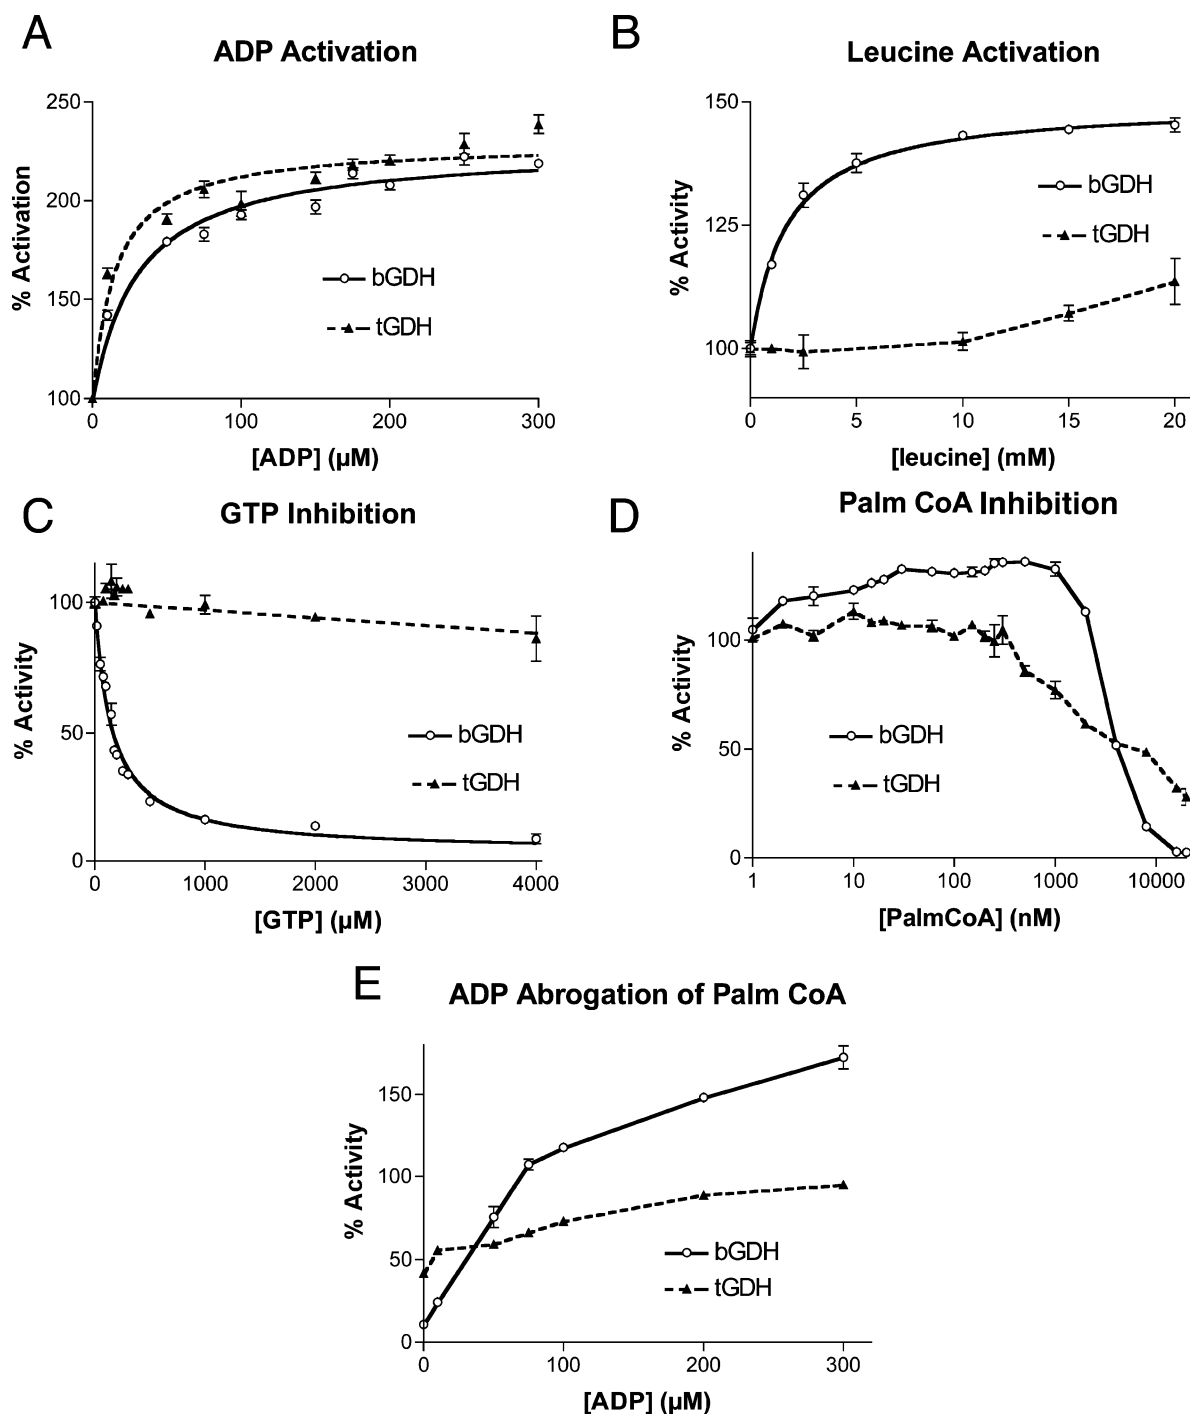 A
ADP Activation
250
200
150
100
% Activation
0
100
200
300
[ADP] (µM)
bGDH
tGDH
B
Leucine Activation
150
125
100
% Activity
0
5
10
15
20
[leucine] (mM)
bGDH
tGDH
C
GTP Inhibition
100
50
0
% Activity
0
1000
2000
3000
4000
[GTP] (µM)
bGDH
tGDH
D
Palm CoA Inhibition
100
50
0
% Activity
1
10
100
1000
10000
[PalmCoA] (nM)
bGDH
tGDH
E
ADP Abrogation of Palm CoA
150
100
50
0
% Activity
0
100
200
300
[ADP] (µM)
bGDH
tGDH